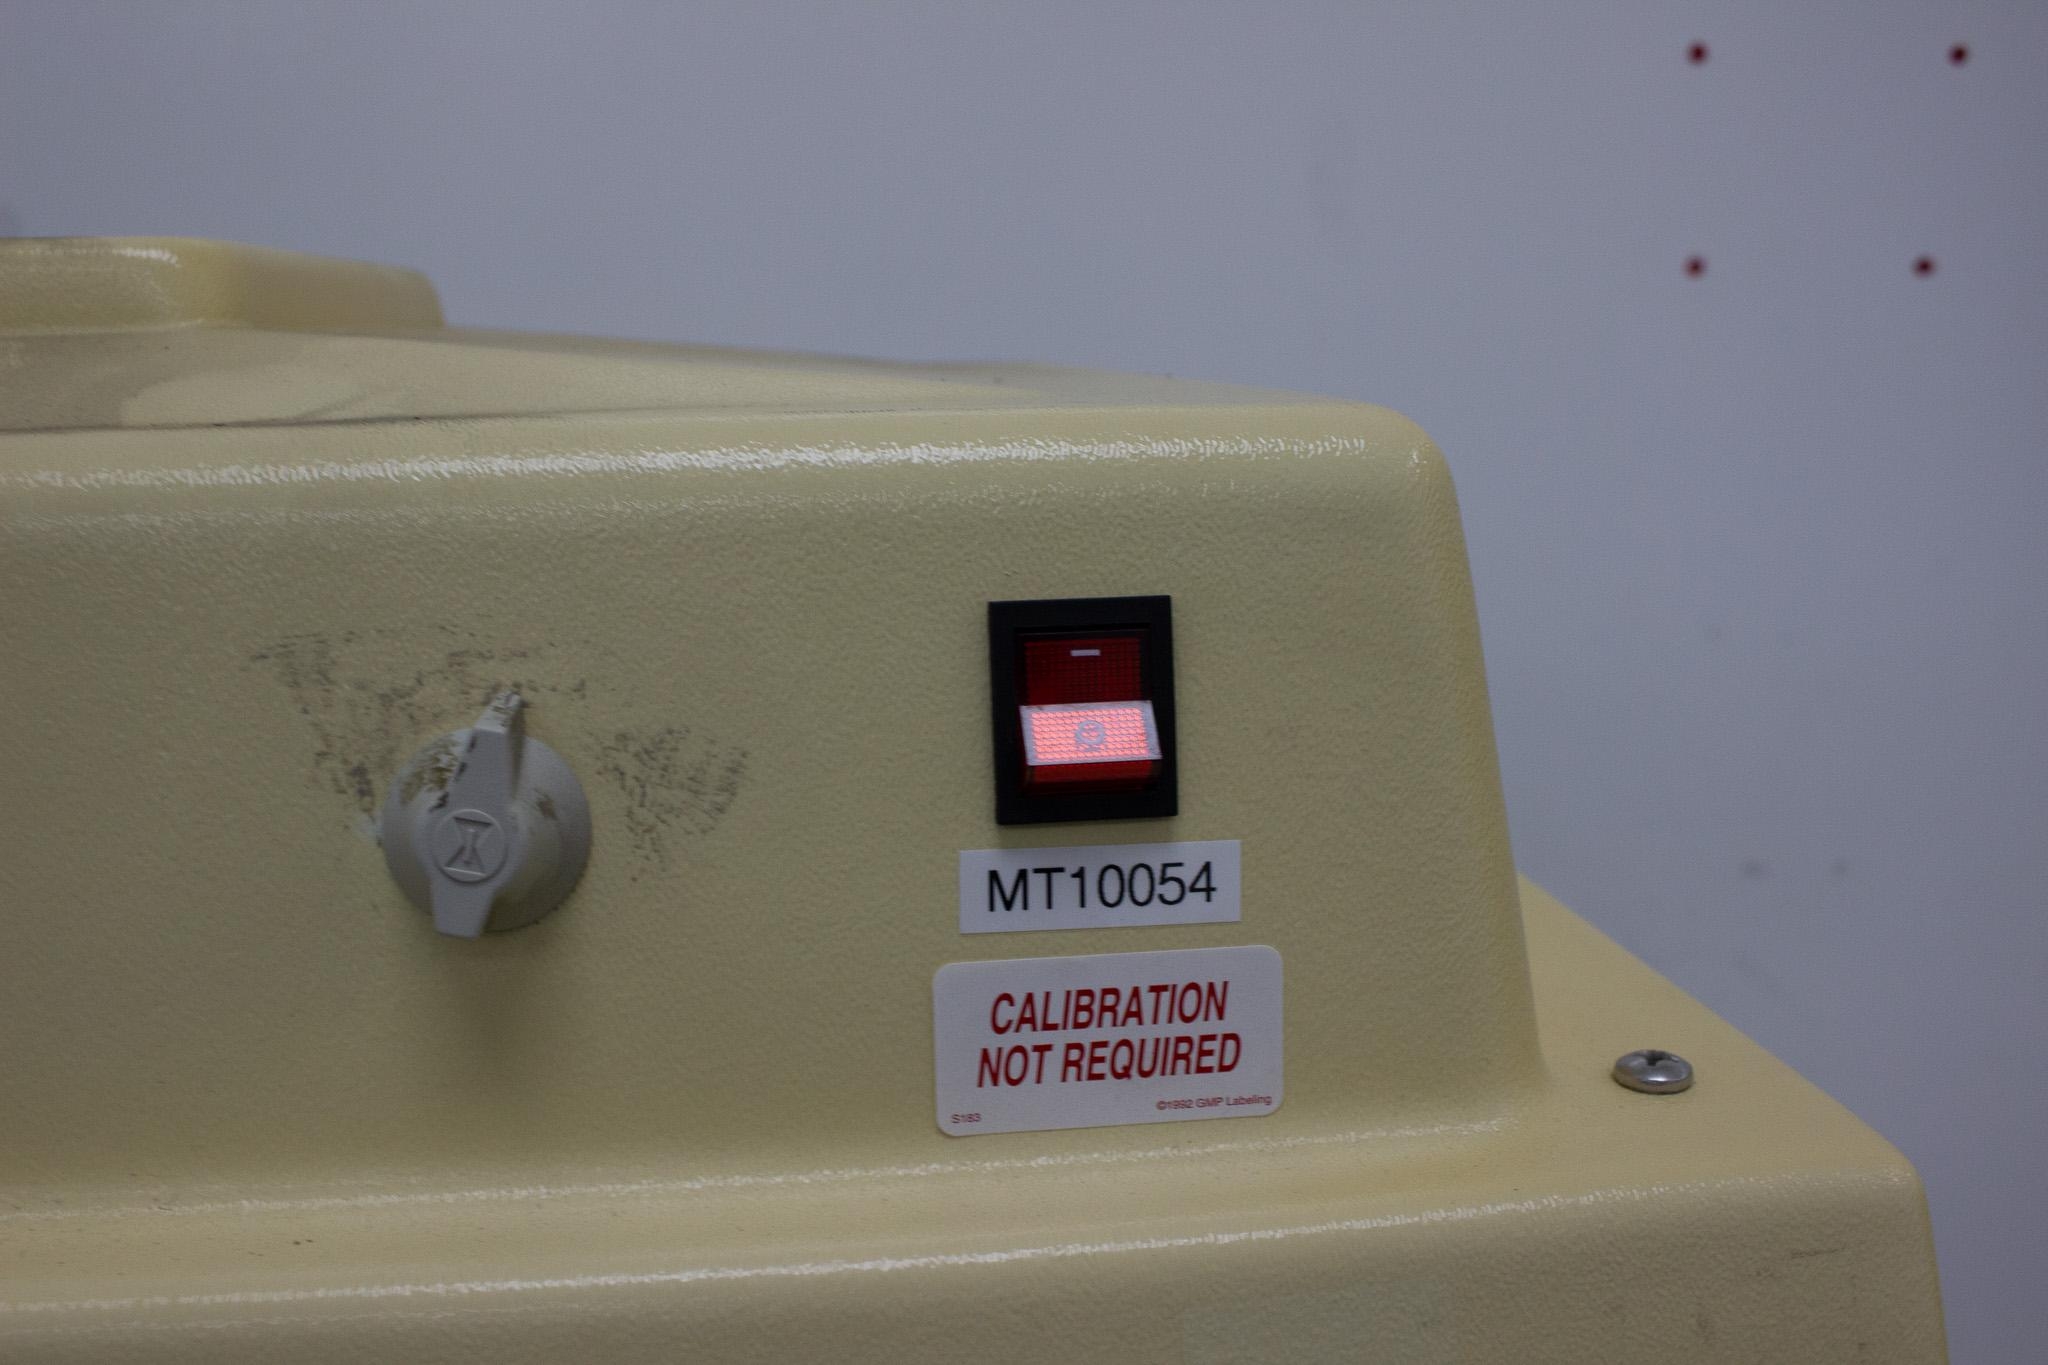 MT10054
CALIBRATION
NOT REQUIRED
S183 ©1992 GMP Labeling